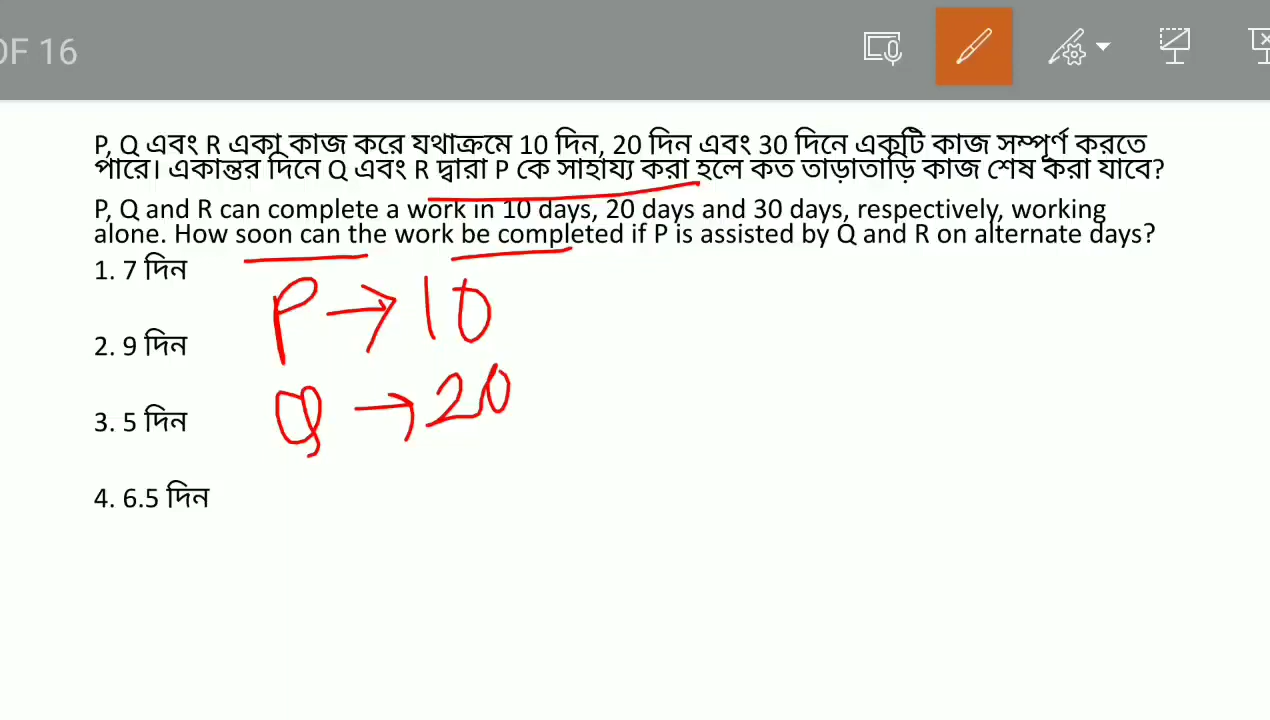 OF 16
P, Q এবং R একা কাজ করে যথাক্রমে 10 দিন, 20 দিন এবং 30 দিনে একটি কাজ সম্পূর্ণ করতে
পারে। একান্তর দিনে Q এবং R দ্বারা P কে সাহায্য করা হলে কত তাড়াতাড়ি কাজ শেষ করা যাবে?
P, Q and R can complete a work in 10 days, 20 days and 30 days, respectively, working
alone. How soon can the work be completed if P is assisted by Q and R on alternate days?
1. 7 দিন
P → 10
2. 9 দিন
Q → 20
3. 5 দিন
4. 6.5 দিন